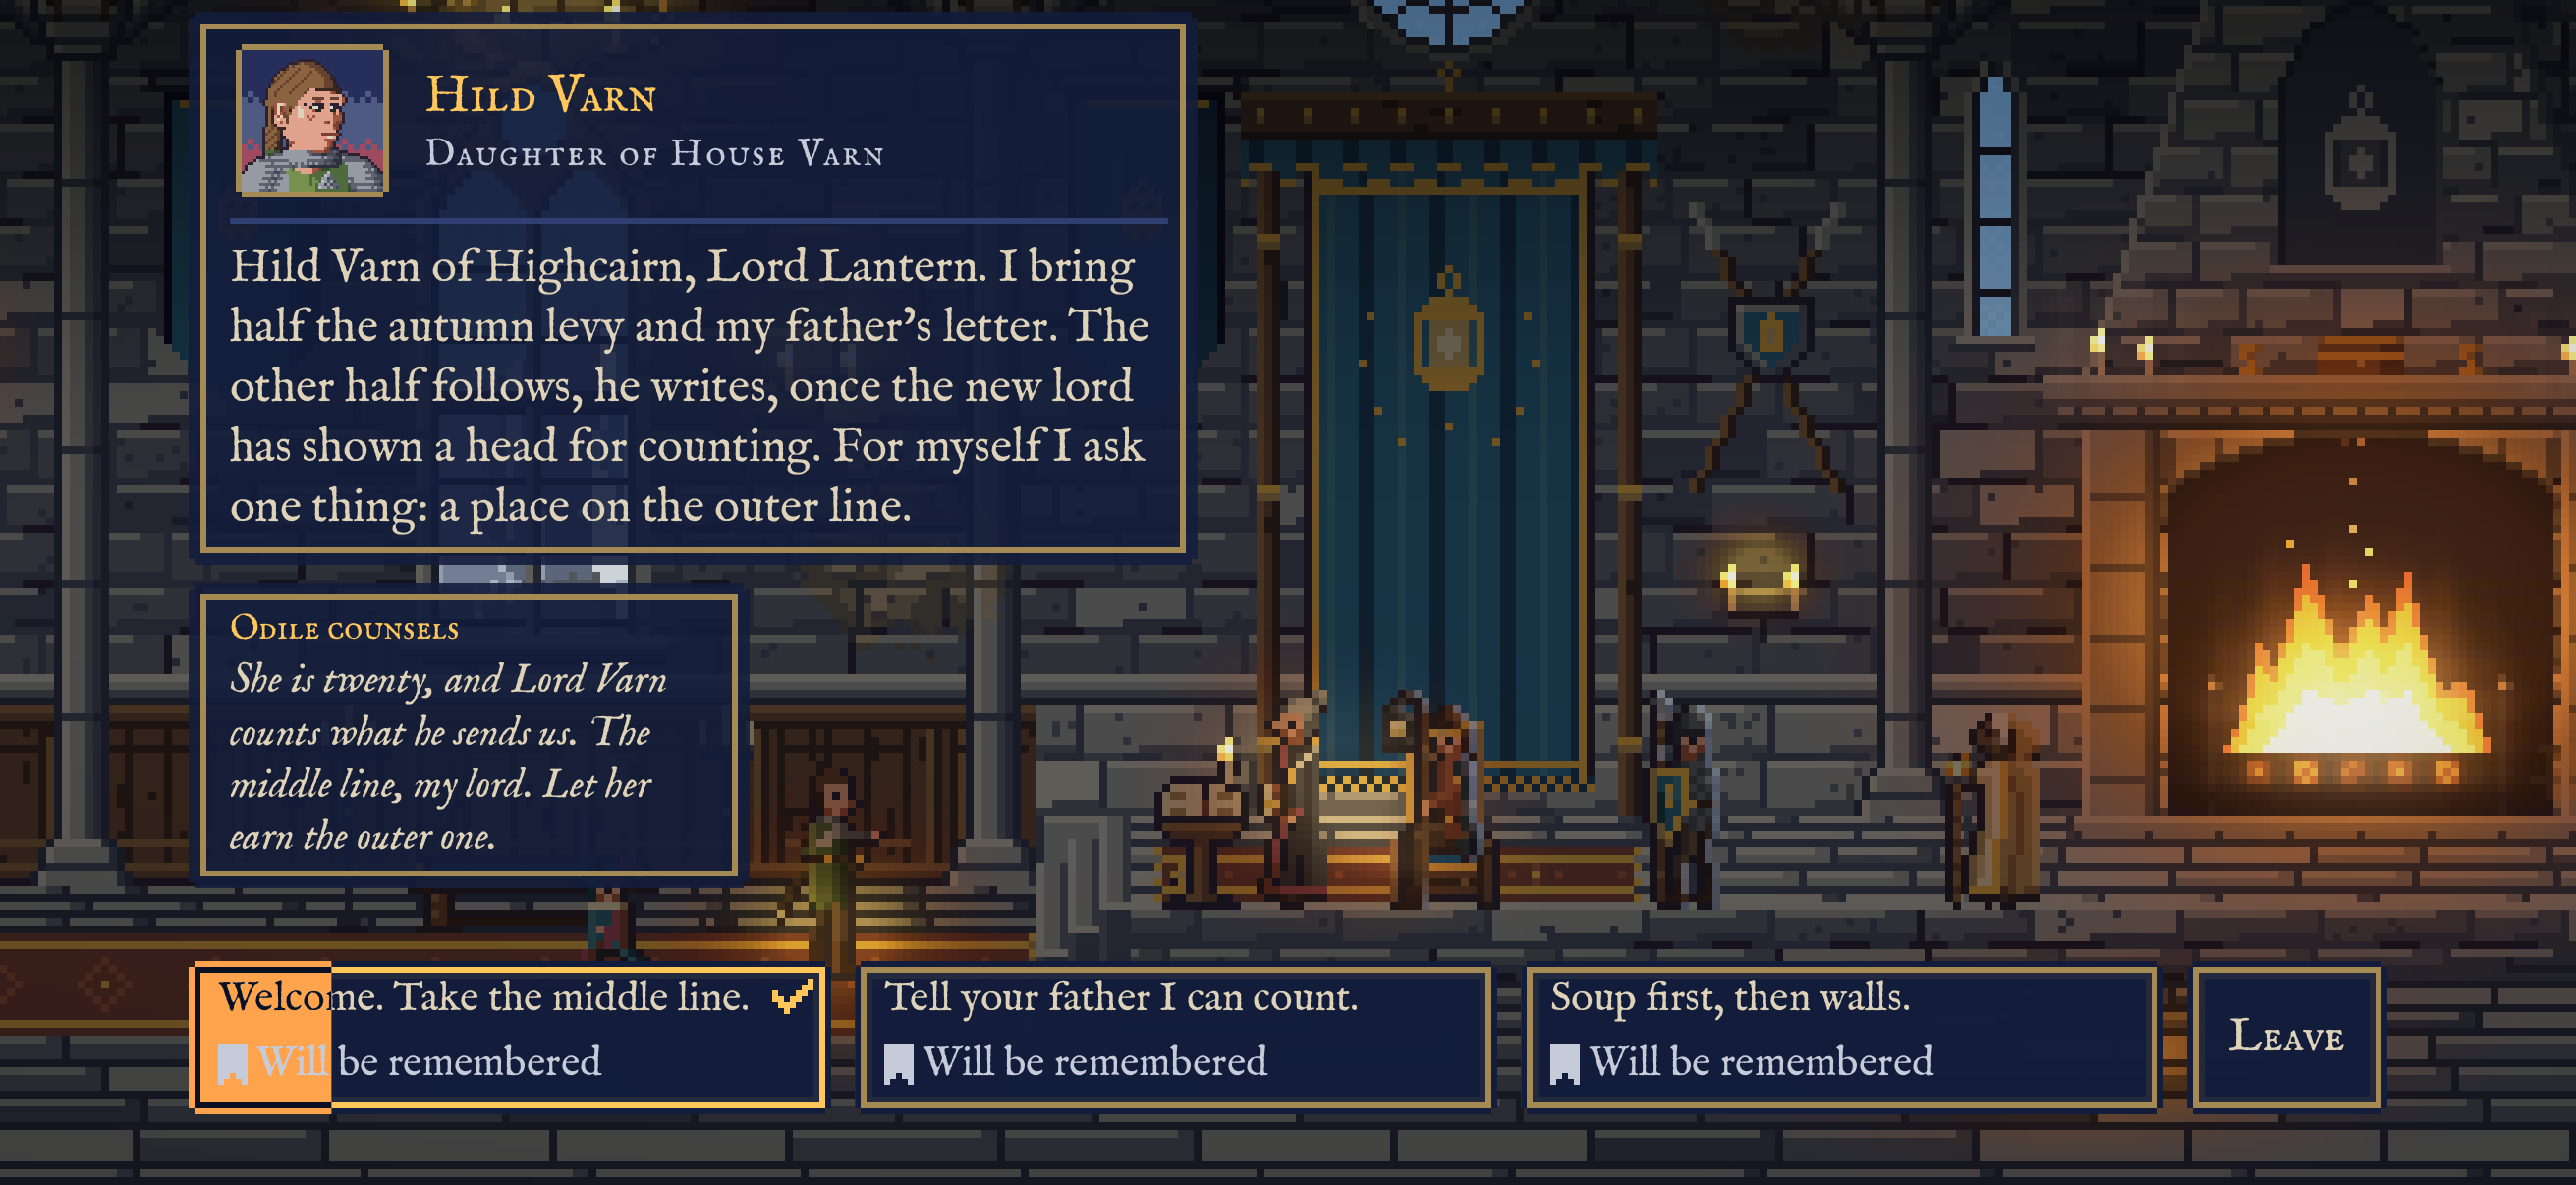 Hild Varn
Daughter of House Varn
Hild Varn of Highcairn, Lord Lantern. I bring
half the autumn levy and my father's letter. The
other half follows, he writes, once the new lord
has shown a head for counting. For myself I ask
one thing: a place on the outer line.
Odile counsels
She is twenty, and Lord Varn
counts what he sends us. The
middle line, my lord. Let her
earn the outer one.
Welcome. Take the middle line.
Will be remembered
Tell your father I can count.
Will be remembered
Soup first, then walls.
Will be remembered
Leave